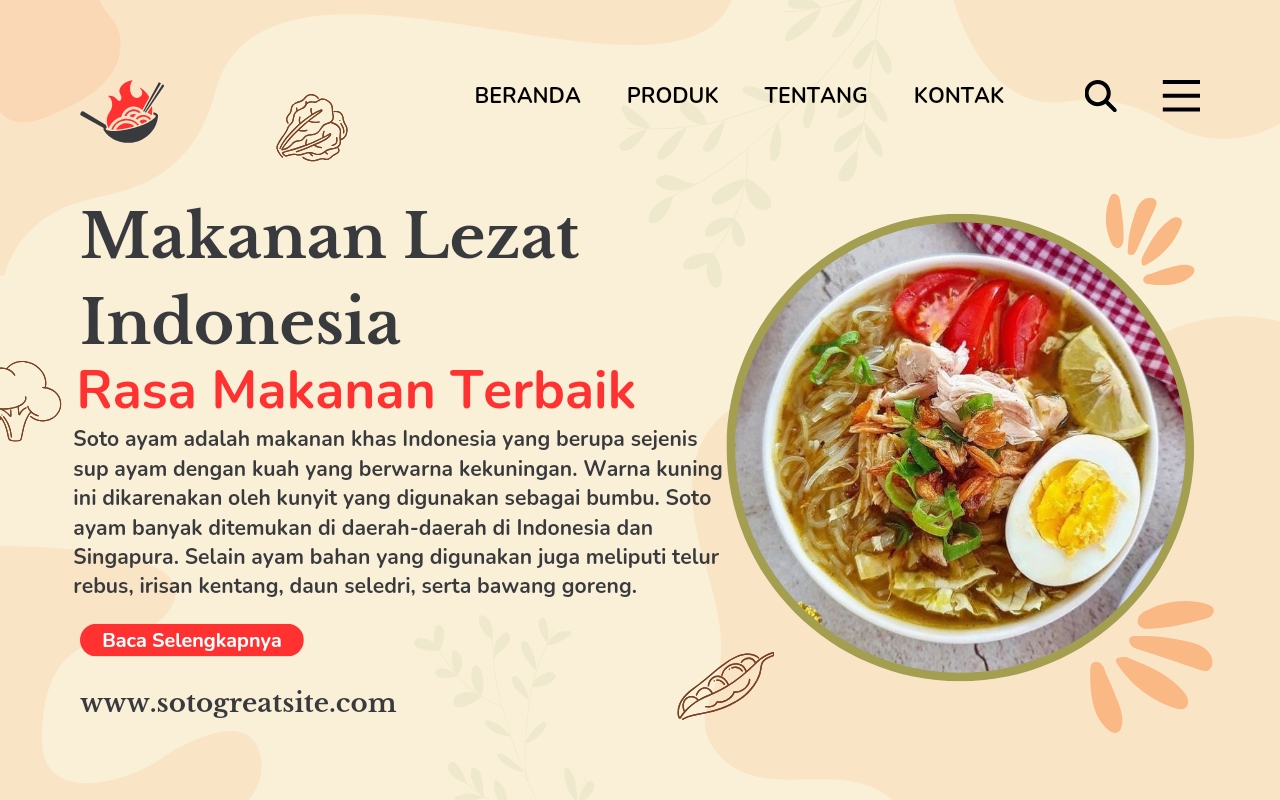 BERANDA PRODUK TENTANG KONTAK
Makanan Lezat
Indonesia
Rasa Makanan Terbaik
Soto ayam adalah makanan khas Indonesia yang berupa sejenis
sup ayam dengan kuah yang berwarna kekuningan. Warna kuning
ini dikarenakan oleh kunyit yang digunakan sebagai bumbu. Soto
ayam banyak ditemukan di daerah-daerah di Indonesia dan
Singapura. Selain ayam bahan yang digunakan juga meliputi telur
rebus, irisan kentang, daun seledri, serta bawang goreng.
Baca Selengkapnya
www.sotogreatsite.com